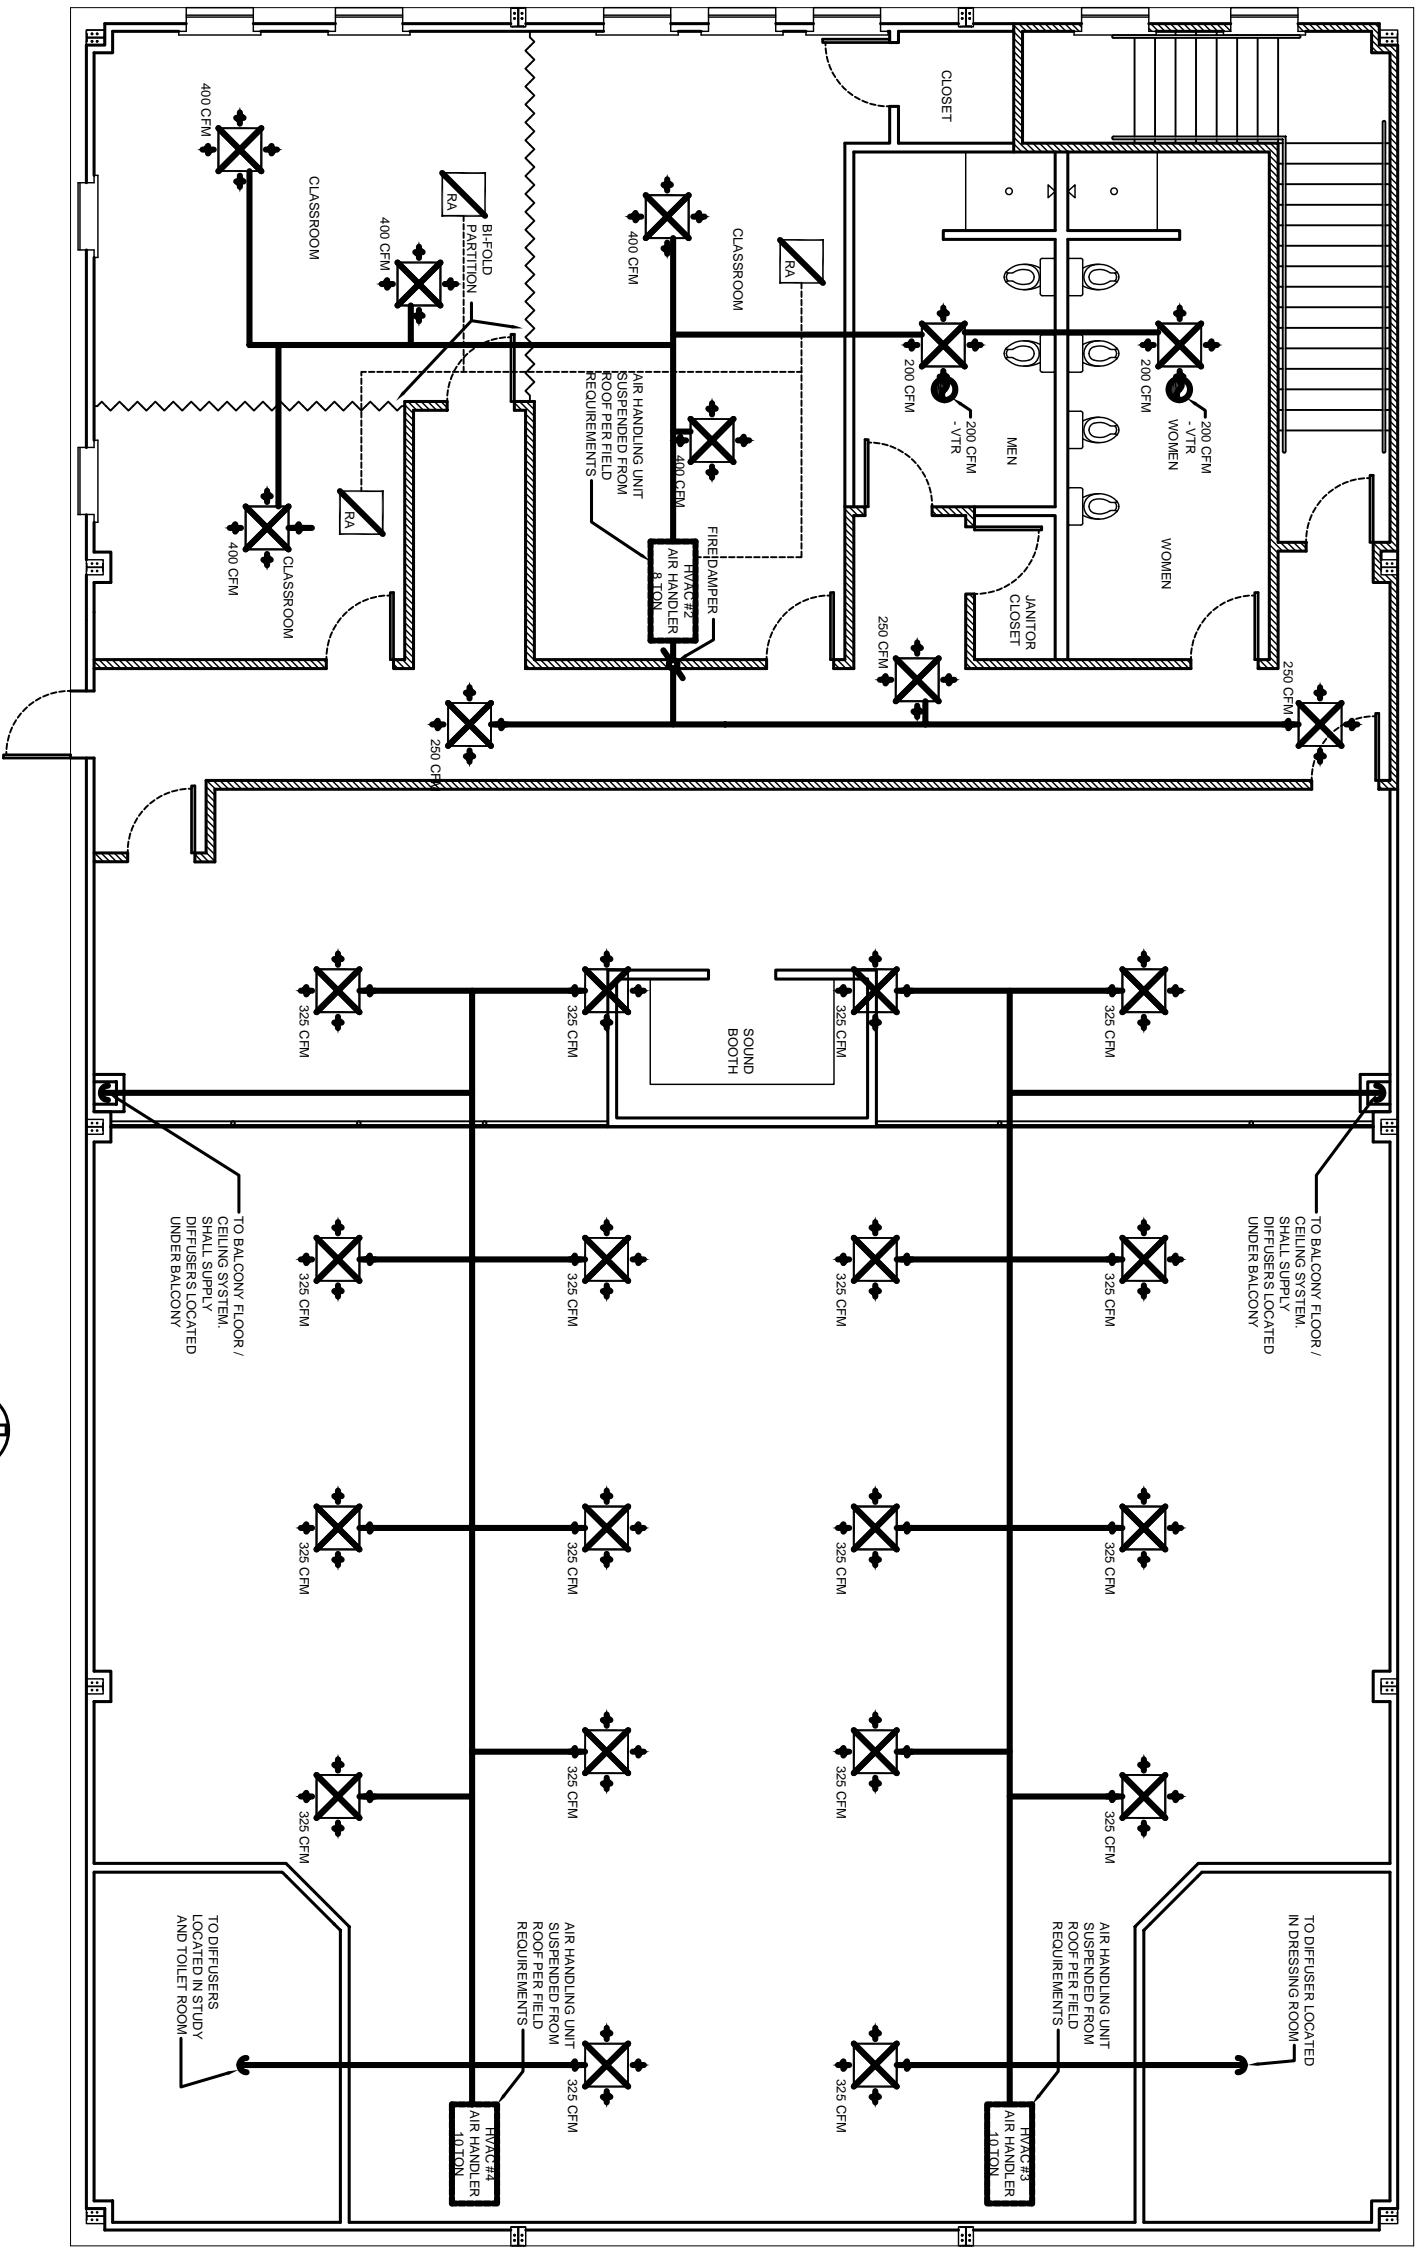 400 CFM
CLASSROOM
400 CFM
RA
BI-FOLD
PARTITION
400 CFM
CLASSROOM
RA
CLOSET
200 CFM
200 CFM
- VTR
MEN
200 CFM
200 CFM
- VTR
WOMEN
WOMEN
JANITOR
CLOSET
RA
400 CFM
CLASSROOM
AIR HANDLING UNIT
SUSPENDED FROM
ROOF PER FIELD
REQUIREMENTS
400 CFM
FIRE DAMPER
HVAC #2
AIR HANDLER
8 TON
250 CFM
250 CFM
250 CFM
325 CFM
325 CFM
SOUND
BOOTH
325 CFM
325 CFM
TO BALCONY FLOOR /
CEILING SYSTEM.
SHALL SUPPLY
DIFFUSERS LOCATED
UNDER BALCONY
TO BALCONY FLOOR /
CEILING SYSTEM.
SHALL SUPPLY
DIFFUSERS LOCATED
UNDER BALCONY
325 CFM
325 CFM
325 CFM
325 CFM
325 CFM
325 CFM
325 CFM
325 CFM
325 CFM
325 CFM
325 CFM
325 CFM
TO DIFFUSERS
LOCATED IN STUDY
AND TOILET ROOM
AIR HANDLING UNIT
SUSPENDED FROM
ROOF PER FIELD
REQUIREMENTS
AIR HANDLING UNIT
SUSPENDED FROM
ROOF PER FIELD
REQUIREMENTS
TO DIFFUSER LOCATED
IN DRESSING ROOM
325 CFM
325 CFM
HVAC #4
AIR HANDLER
10 TON
HVAC #3
AIR HANDLER
10 TON